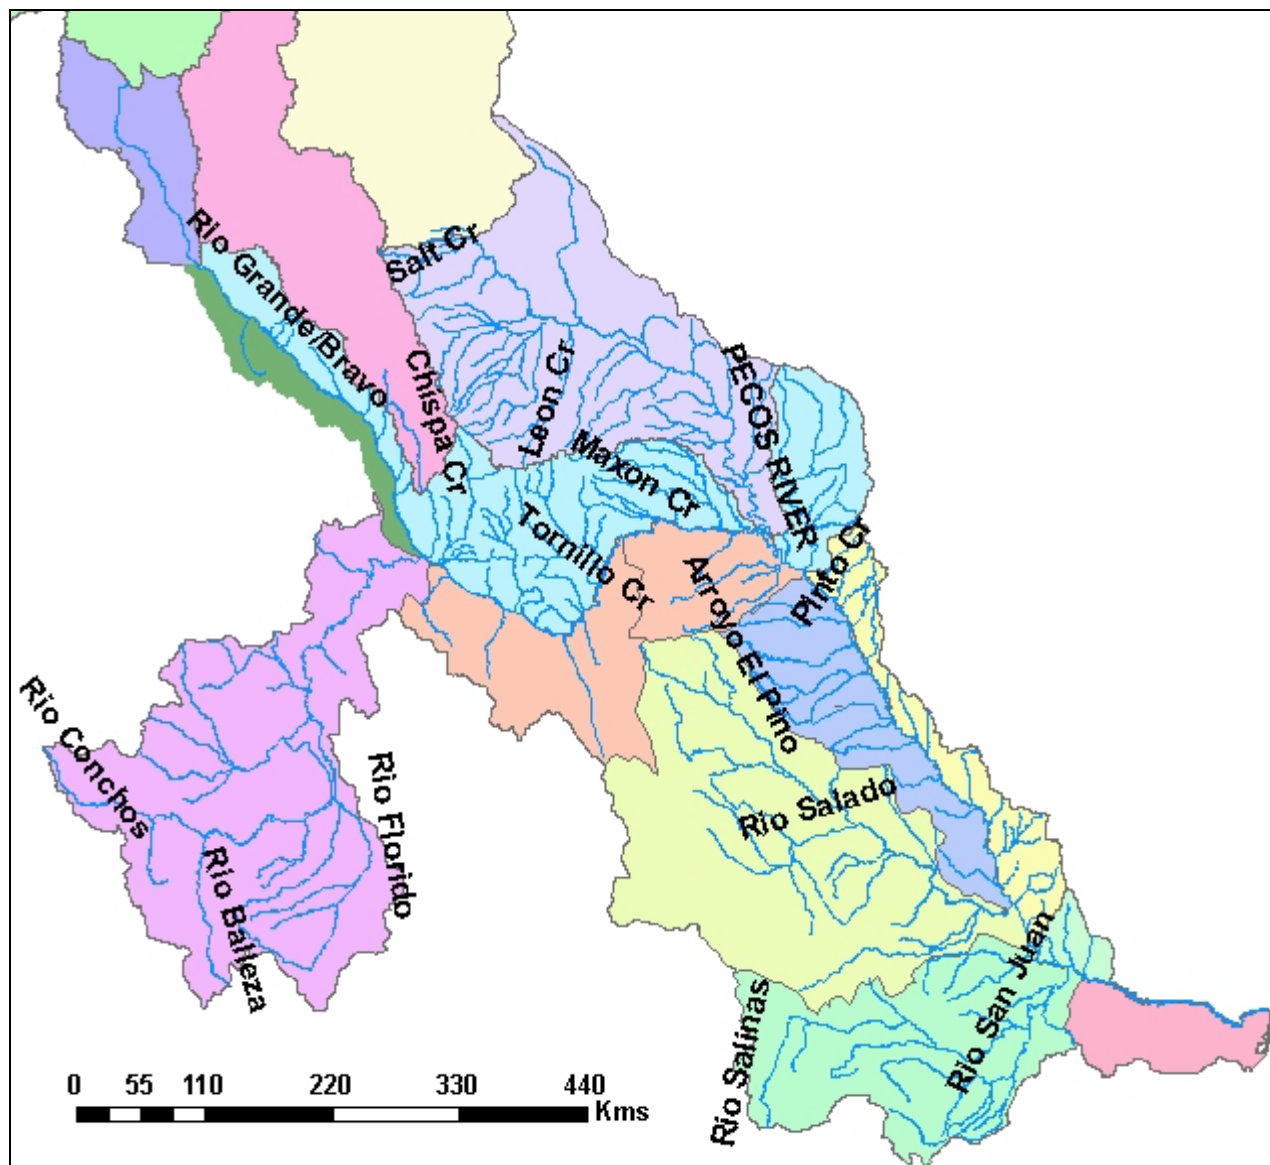 Rio Grande/Bravo
Salt Cr
Chispa Cr
Leon Cr
PECOS RIVER
Maxon Cr
Tornillo Cr
Pinto Cr
Arroyo El Pino
Rio Conchos
Rio Florido
Rio Balleza
Rio Salado
Rio San Juan
Rio Salinas
0 55 110 220 330 440
Kms